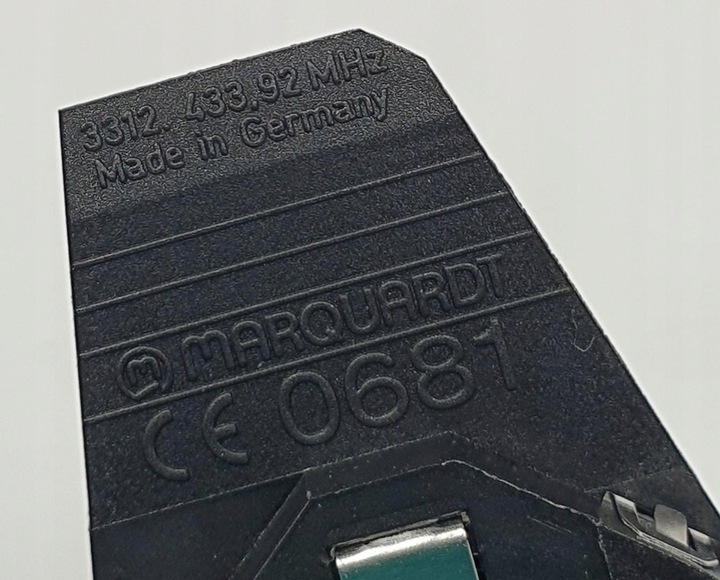 3312. 433,92 MHz
Made in Germany
m MARQUARDT
CE 0681